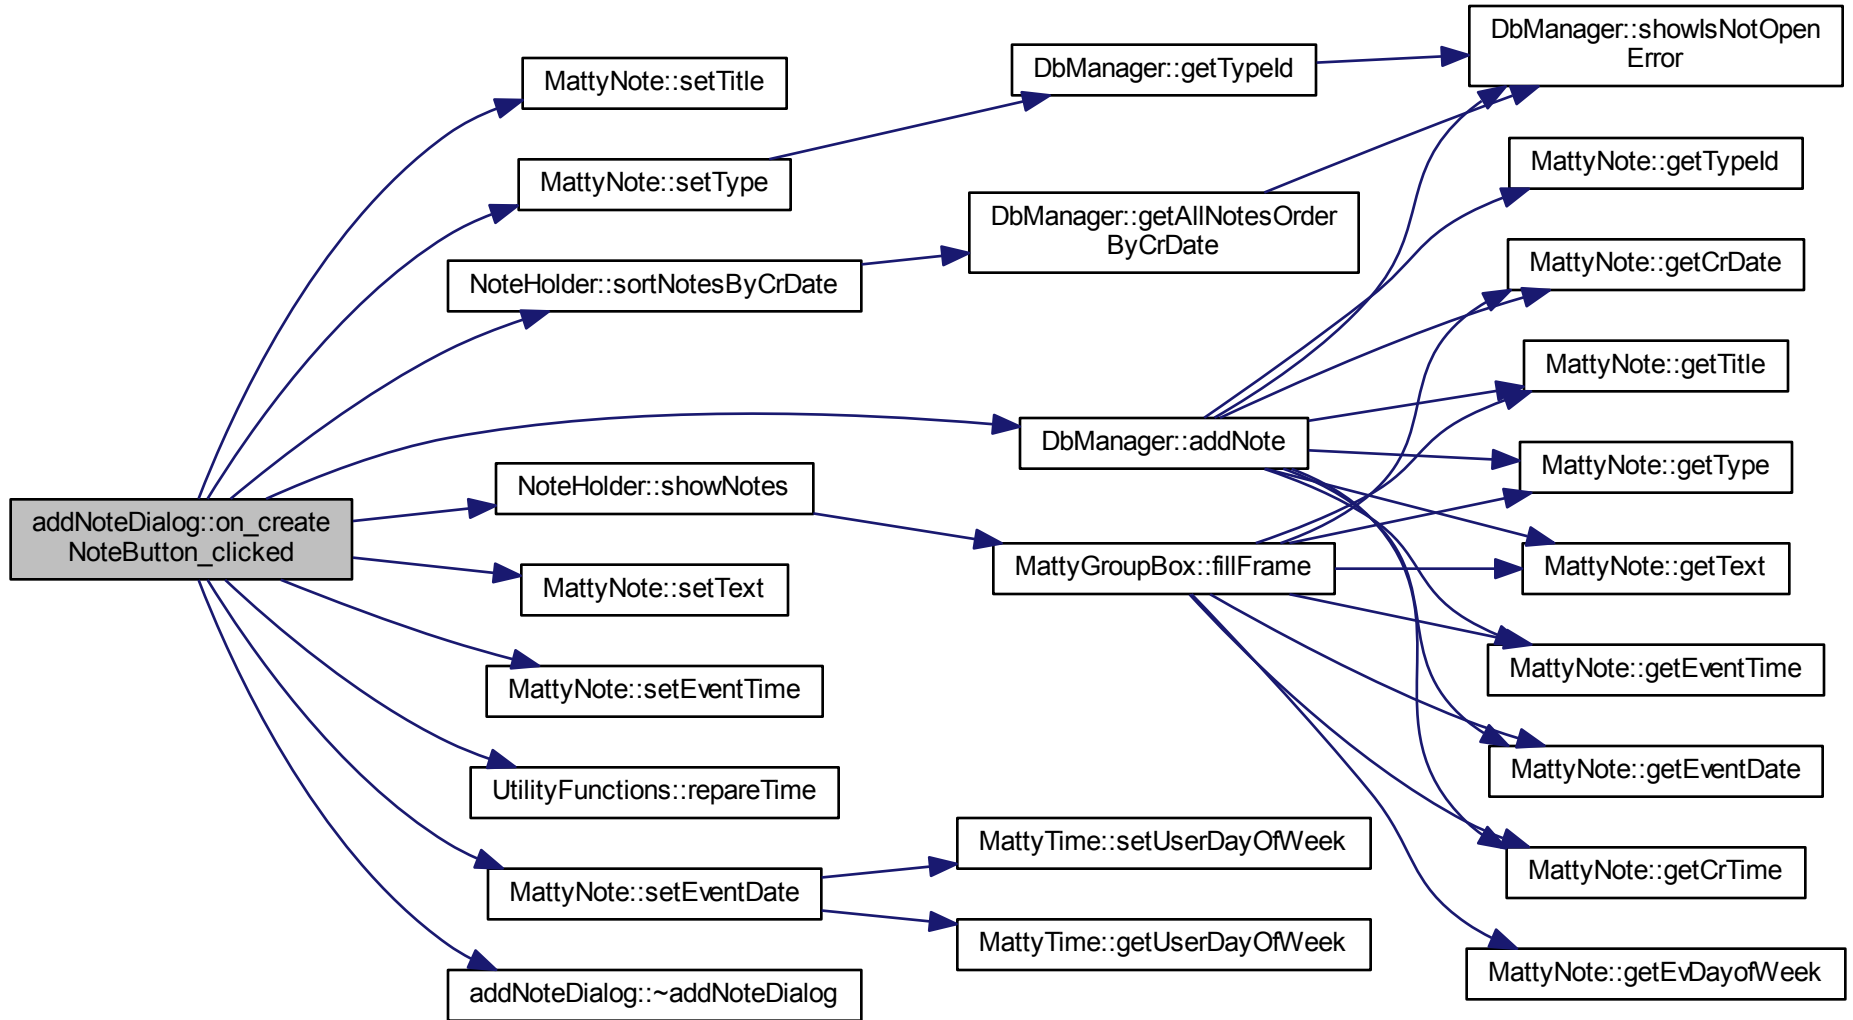 addNoteDialog::on_create
NoteButton_clicked
MattyNote::setTitle
MattyNote::setType
NoteHolder::sortNotesByCrDate
NoteHolder::showNotes
MattyNote::setText
MattyNote::setEventTime
UtilityFunctions::repareTime
MattyNote::setEventDate
addNoteDialog::~addNoteDialog
DbManager::getTypeId
DbManager::getAllNotesOrder
ByCrDate
DbManager::addNote
MattyGroupBox::fillFrame
MattyTime::setUserDayOfWeek
MattyTime::getUserDayOfWeek
DbManager::showIsNotOpen
Error
MattyNote::getTypeId
MattyNote::getCrDate
MattyNote::getTitle
MattyNote::getType
MattyNote::getText
MattyNote::getEventTime
MattyNote::getEventDate
MattyNote::getCrTime
MattyNote::getEvDayofWeek